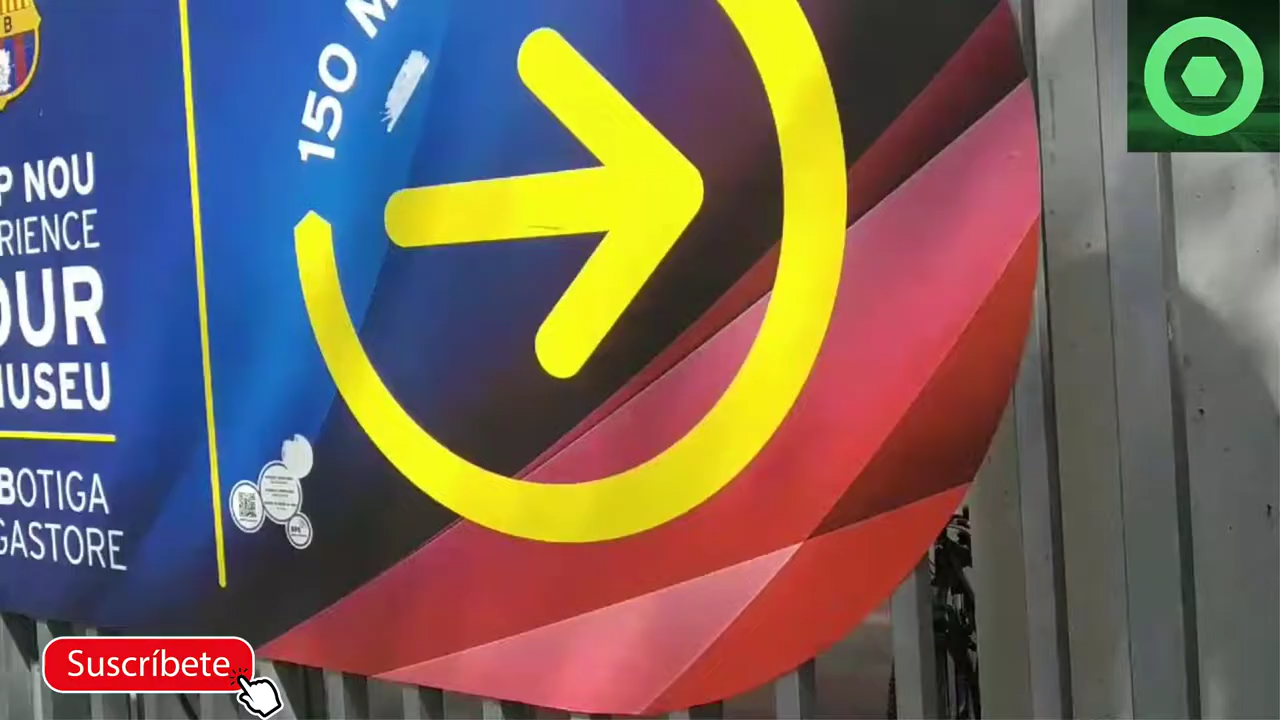 B
150 M
P NOU
RIENCE
OUR
MUSEU
BOTIGA
GASTORE
Suscríbete